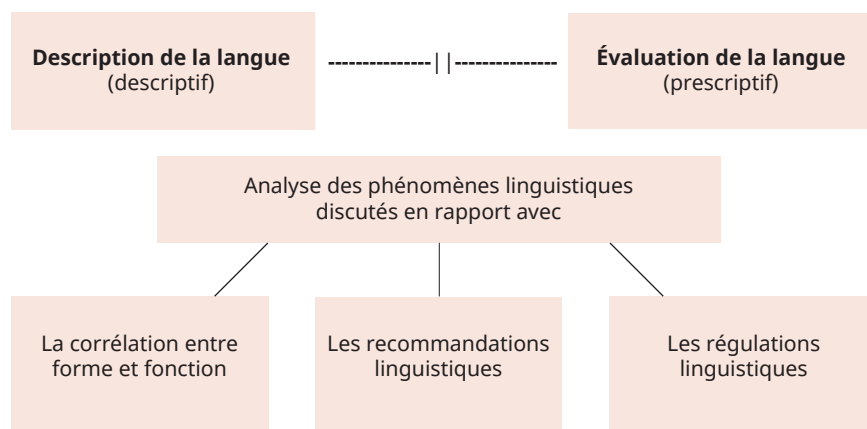 Description de la langue
(descriptif)
---------------||---------------
Évaluation de la langue
(prescriptif)
Analyse des phénomènes linguistiques
discutés en rapport avec
La corrélation entre
forme et fonction
Les recommandations
linguistiques
Les régulations
linguistiques